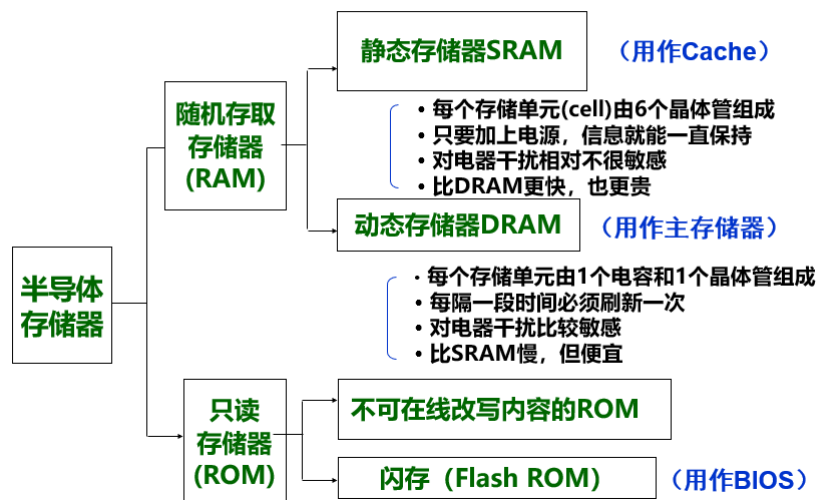 静态存储器SRAM （用作Cache）
随机存取
存储器
(RAM)
• 每个存储单元(cell)由6个晶体管组成
• 只要加上电源，信息就能一直保持
• 对电器干扰相对不很敏感
• 比DRAM更快，也更贵
动态存储器DRAM （用作主存储器）
半导体
存储器
· 每个存储单元由1个电容和1个晶体管组成
• 每隔一段时间必须刷新一次
• 对电器干扰比较敏感
• 比SRAM慢，但便宜
只读
存储器
(ROM)
不可在线改写内容的ROM
闪存（Flash ROM） （用作BIOS）